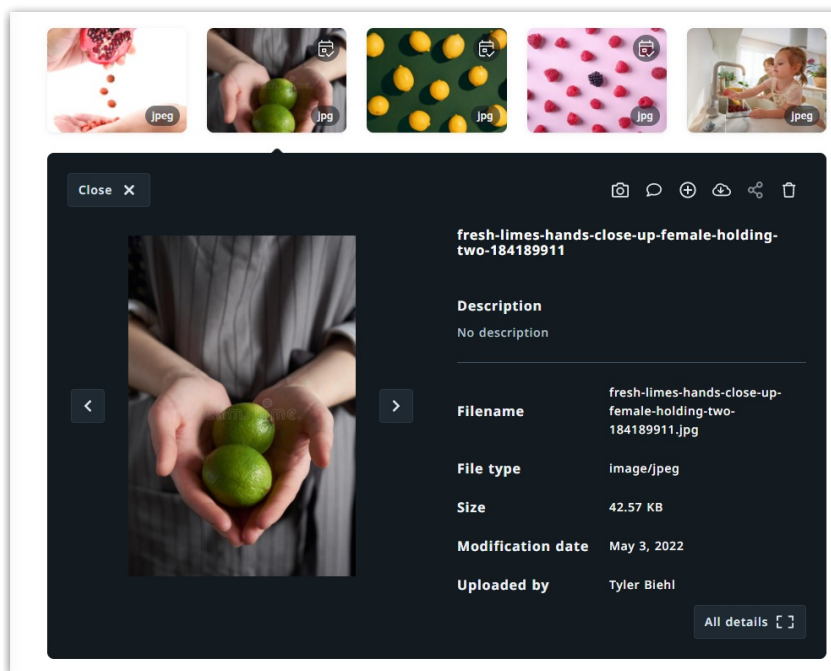 jpeg
jpg
jpg
jpg
jpeg
Close
fresh-limes-hands-close-up-female-holding-
two-184189911
Description
No description
Filename
fresh-limes-hands-close-up-
female-holding-two-
184189911.jpg
File type
image/jpeg
Size
42.57 KB
Modification date
May 3, 2022
Uploaded by
Tyler Biehl
All details